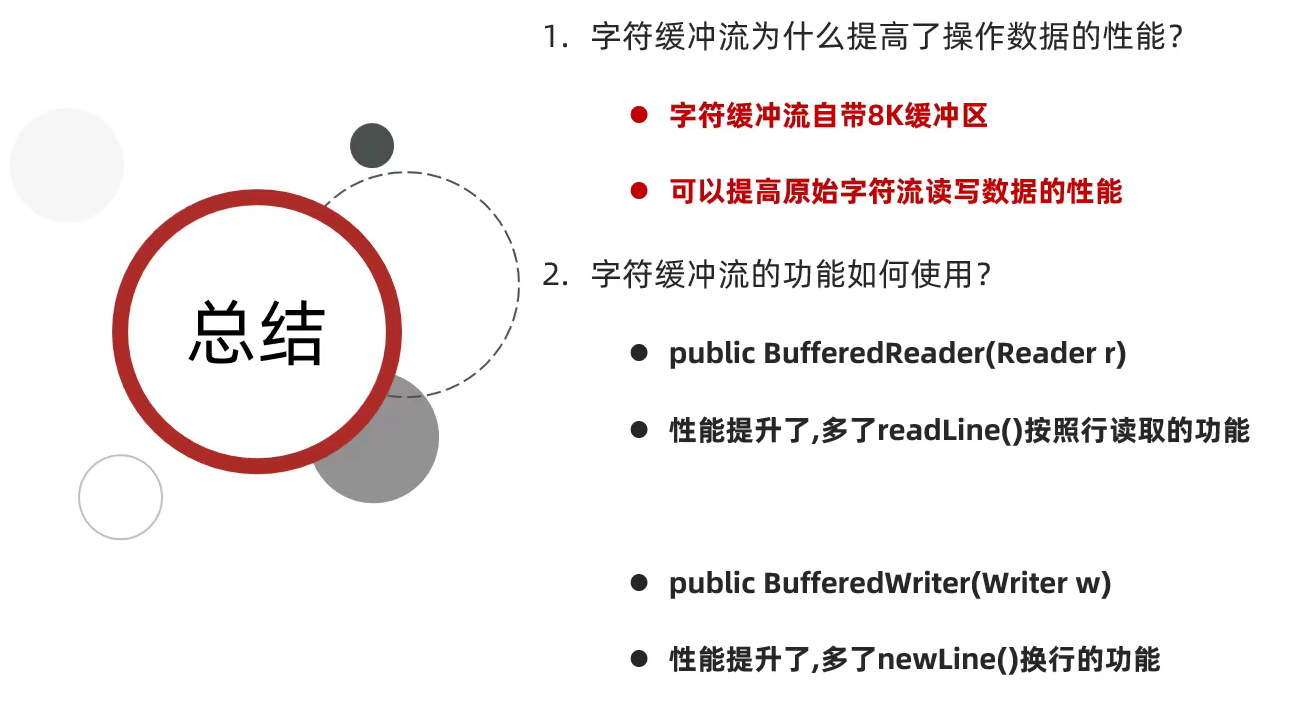 总结
1. 字符缓冲流为什么提高了操作数据的性能?
● 字符缓冲流自带8K缓冲区
● 可以提高原始字符流读写数据的性能
2. 字符缓冲流的功能如何使用?
● public BufferedReader(Reader r)
● 性能提升了,多了readLine()按照行读取的功能
● public BufferedWriter(Writer w)
● 性能提升了,多了newLine()换行的功能